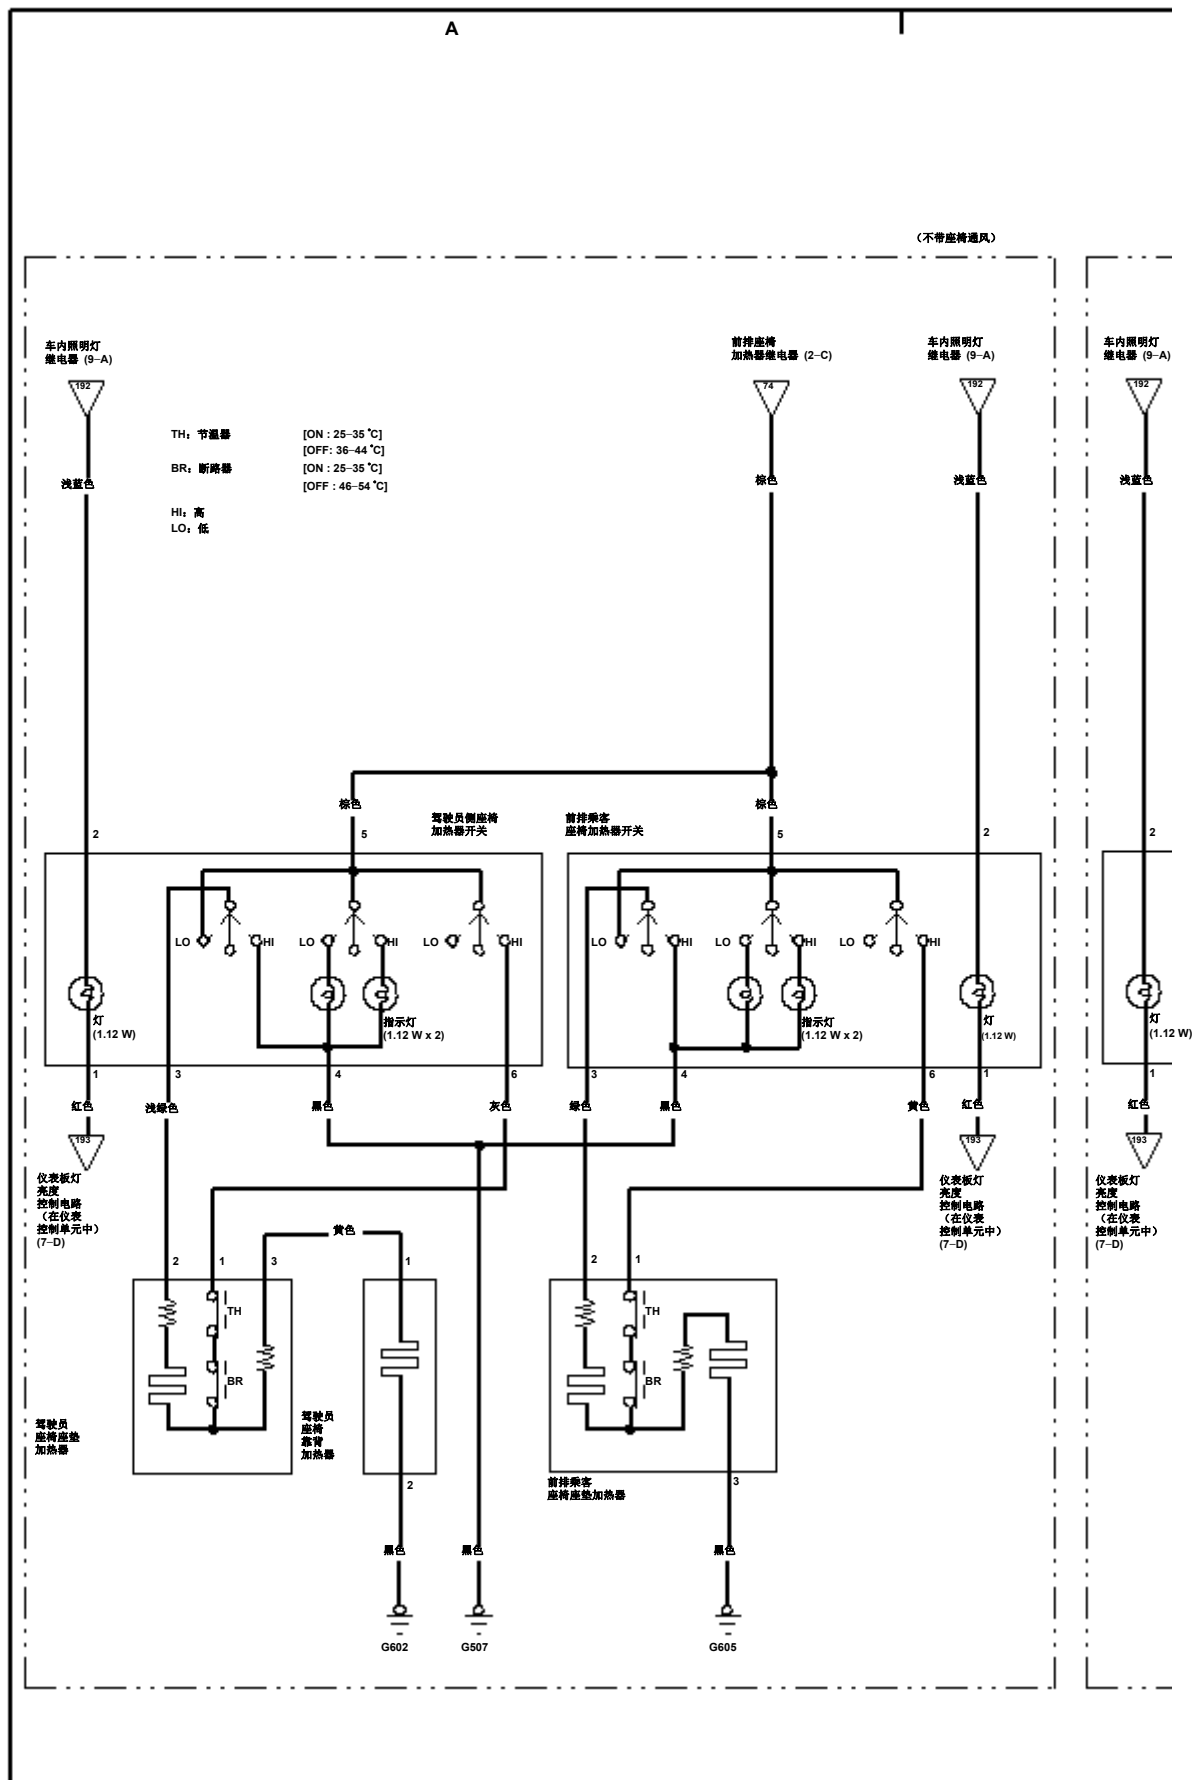 A
（不带座椅通风）
车内照明灯
继电器 (9–A)
前排座椅
加热器继电器 (2–C)
车内照明灯
继电器 (9–A)
车内照明灯
继电器 (9–A)
192
74
192
192
TH：节温器
[ON : 25–35 ˚C]
[OFF: 36–44 ˚C]
BR：断路器
[ON : 25–35 ˚C]
[OFF : 46–54 ˚C]
HI：高
LO：低
浅蓝色
棕色
浅蓝色
浅蓝色
棕色
棕色
驾驶员侧座椅
加热器开关
前排乘客
座椅加热器开关
2
5
5
2
2
LO
HI
LO
HI
LO
HI
LO
HI
LO
HI
LO
HI
灯
(1.12 W)
指示灯
(1.12 W x 2)
指示灯
(1.12 W x 2)
灯
(1.12 W)
灯
(1.12 W)
1
3
4
6
3
4
6
1
1
红色
浅绿色
黑色
灰色
绿色
黑色
黄色
红色
红色
193
193
193
仪表板灯
亮度
控制电路
（在仪表
控制单元中）
(7–D)
仪表板灯
亮度
控制电路
（在仪表
控制单元中）
(7–D)
仪表板灯
亮度
控制电路
（在仪表
控制单元中）
(7–D)
黄色
2
1
3
1
2
1
TH
BR
TH
BR
驾驶员
座椅座垫
加热器
驾驶员
座椅
靠背
加热器
前排乘客
座椅座垫加热器
2
3
黑色
黑色
黑色
G602
G507
G605